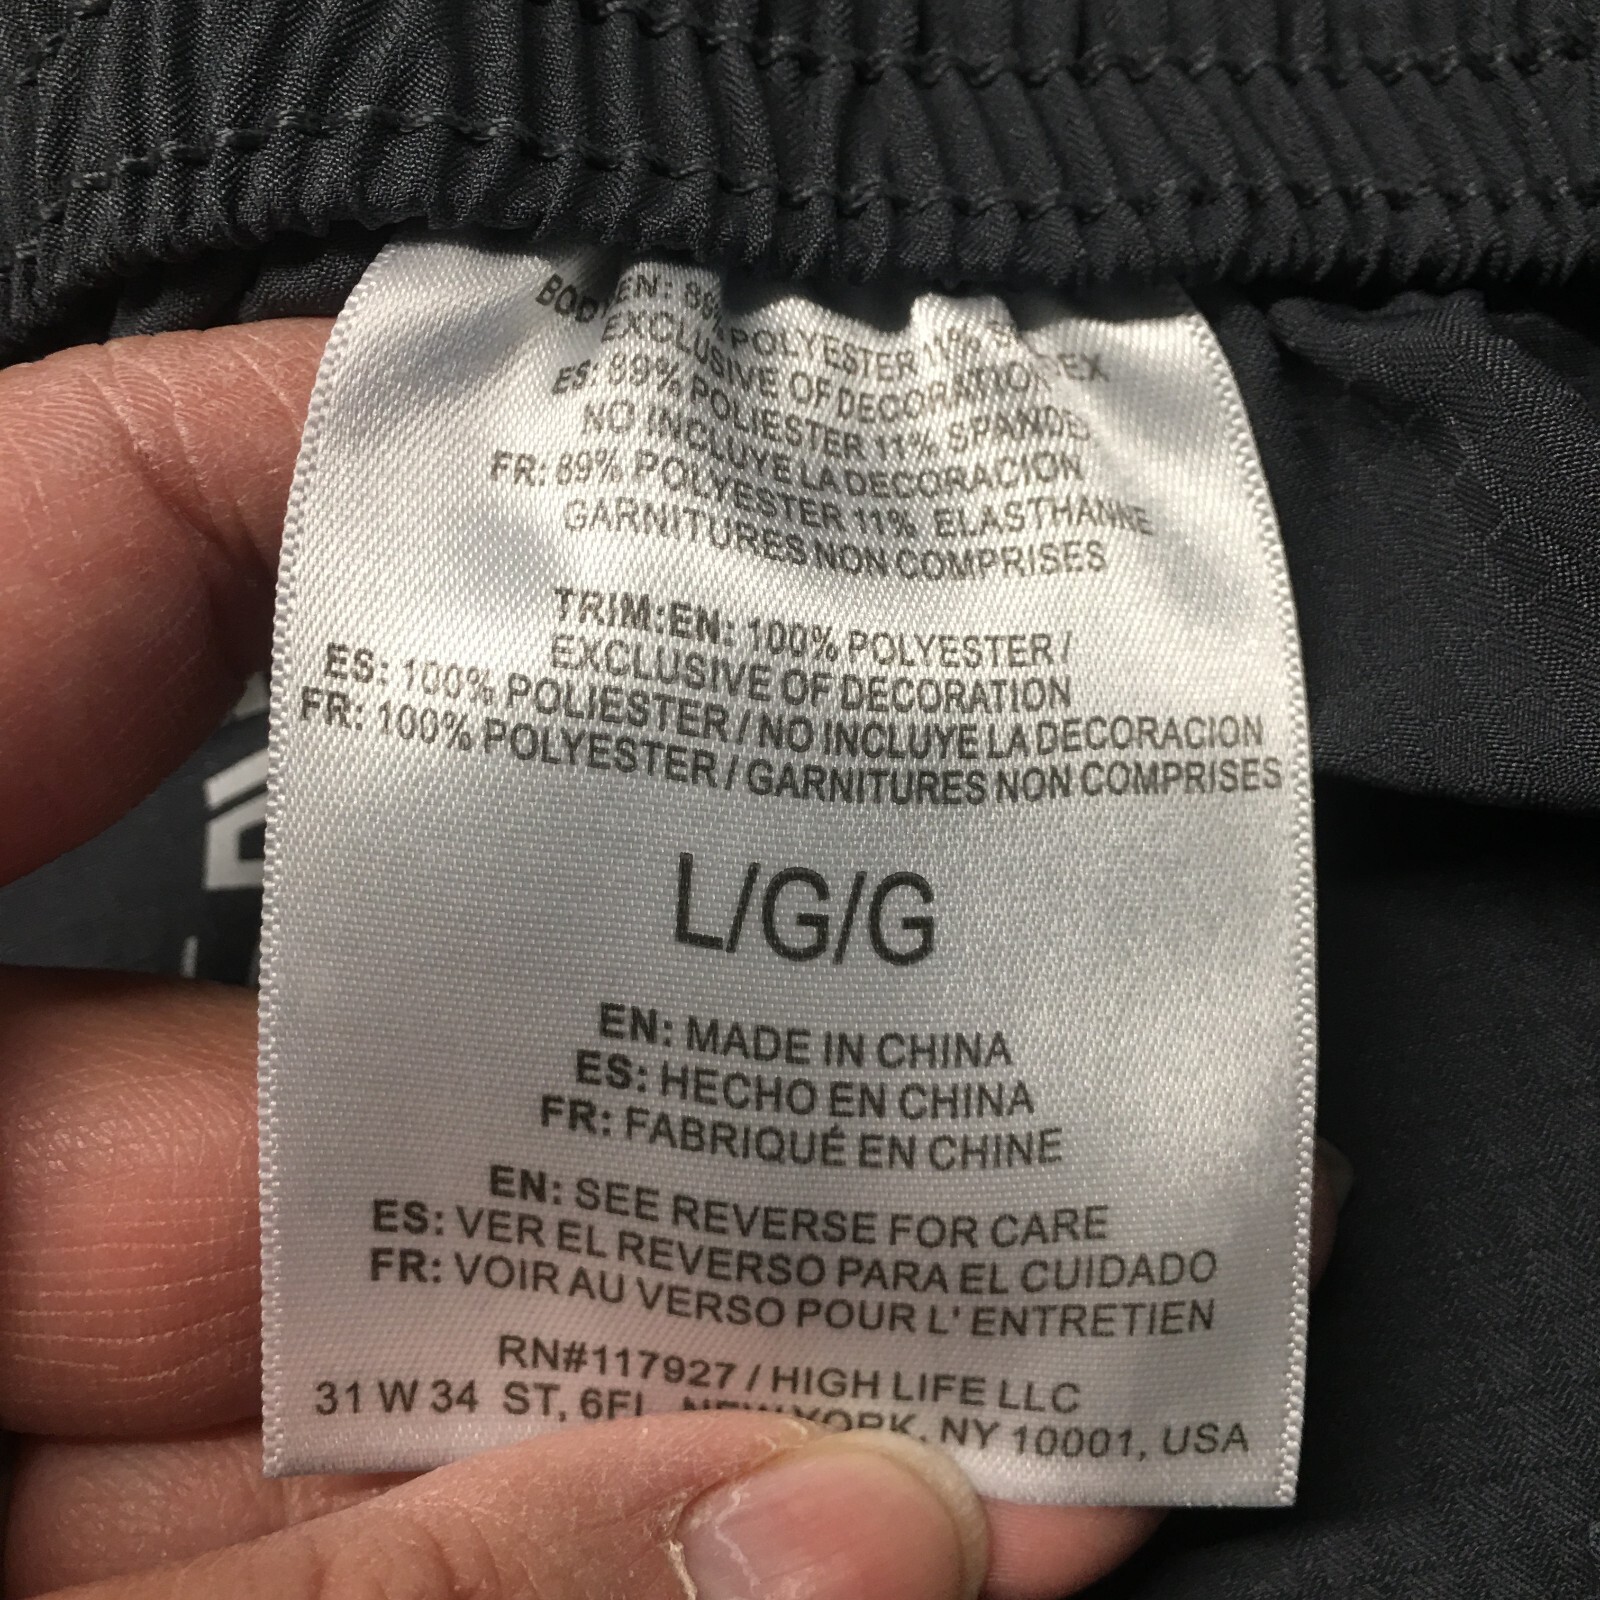 BODY EN: 89% POLYESTER 11%
EXCLUSIVE OF DECORATION
ES: 89% POLIESTER 11% SPANDEX
NO INCLUYE LA DECORACION
FR: 89% POLYESTER 11% ELASTHANNE
GARNITURES NON COMPRISES
TRIM:EN: 100% POLYESTER /
EXCLUSIVE OF DECORATION
ES: 100% POLIESTER / NO INCLUYE LA DECORACION
FR: 100% POLYESTER / GARNITURES NON COMPRISES
L/G/G
EN: MADE IN CHINA
ES: HECHO EN CHINA
FR: FABRIQUÉ EN CHINE
EN: SEE REVERSE FOR CARE
ES: VER EL REVERSO PARA EL CUIDADO
FR: VOIR AU VERSO POUR L' ENTRETIEN
RN#117927 / HIGH LIFE LLC
31 W 34 ST, 6FL NEW YORK, NY 10001, USA